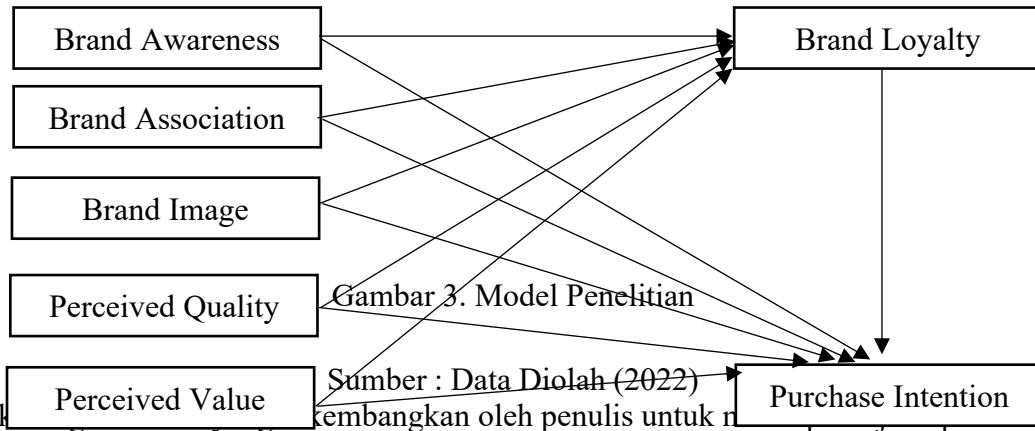 Brand Awareness
Brand Loyalty
Brand Association
Brand Image
Perceived Quality
Gambar 3. Model Penelitian
Perceived Value
Sumber : Data Diolah (2022)
Purchase Intention
kembangkan oleh penulis untuk